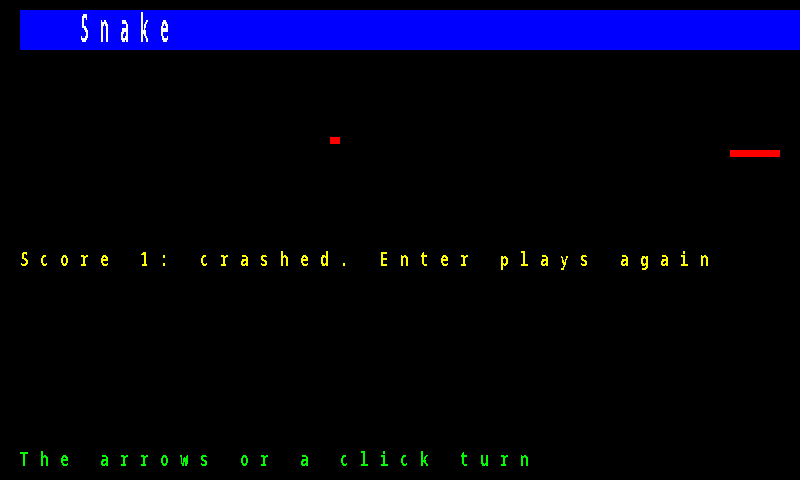 Snake
Score 1: crashed. Enter plays again
The arrows or a click turn